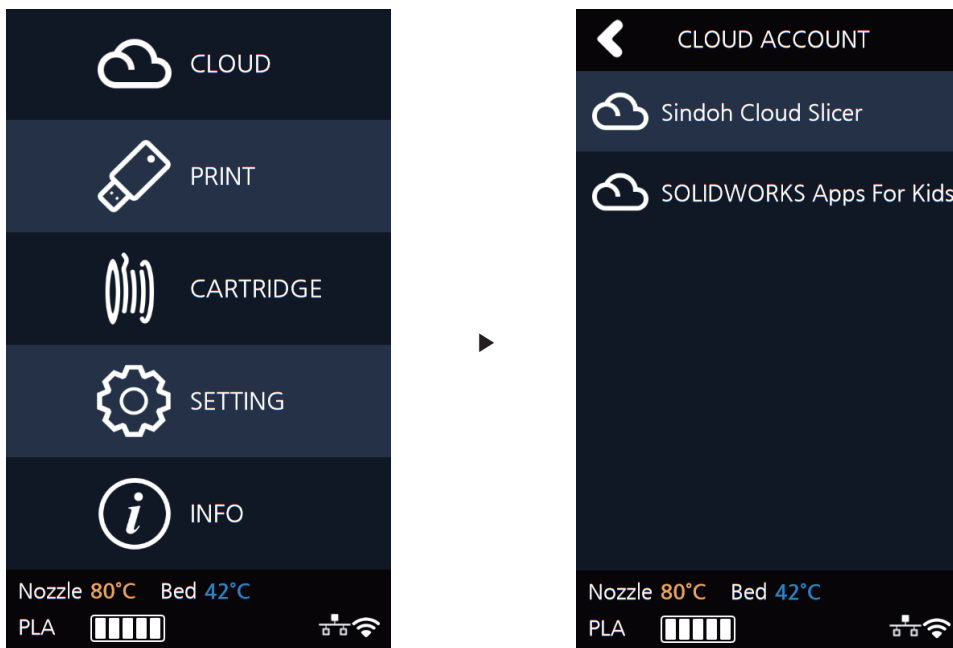 CLOUD
PRINT
CARTRIDGE
SETTING
INFO
Nozzle 80°C Bed 42°C
PLA
CLOUD ACCOUNT
Sindoh Cloud Slicer
SOLIDWORKS Apps For Kids
Nozzle 80°C Bed 42°C
PLA